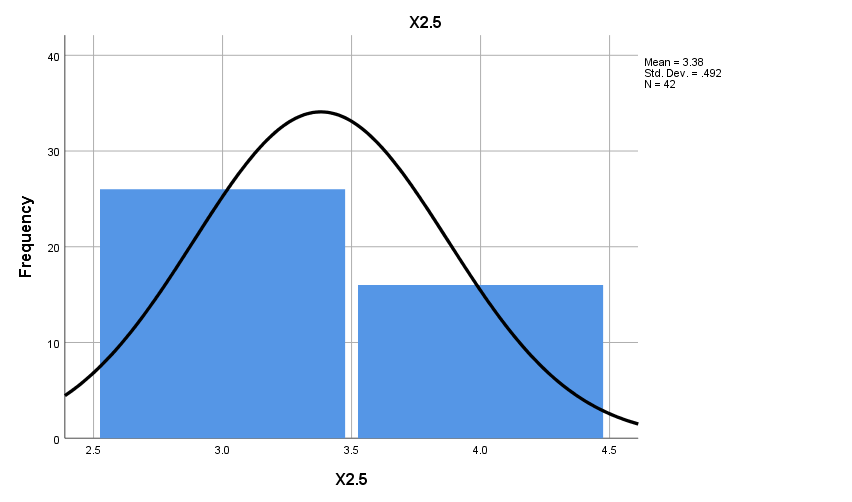 X2.5
Mean = 3.38
Std. Dev. = .492
N = 42
40
30
20
10
0
Frequency
2.5 3.0 3.5 4.0 4.5
X2.5